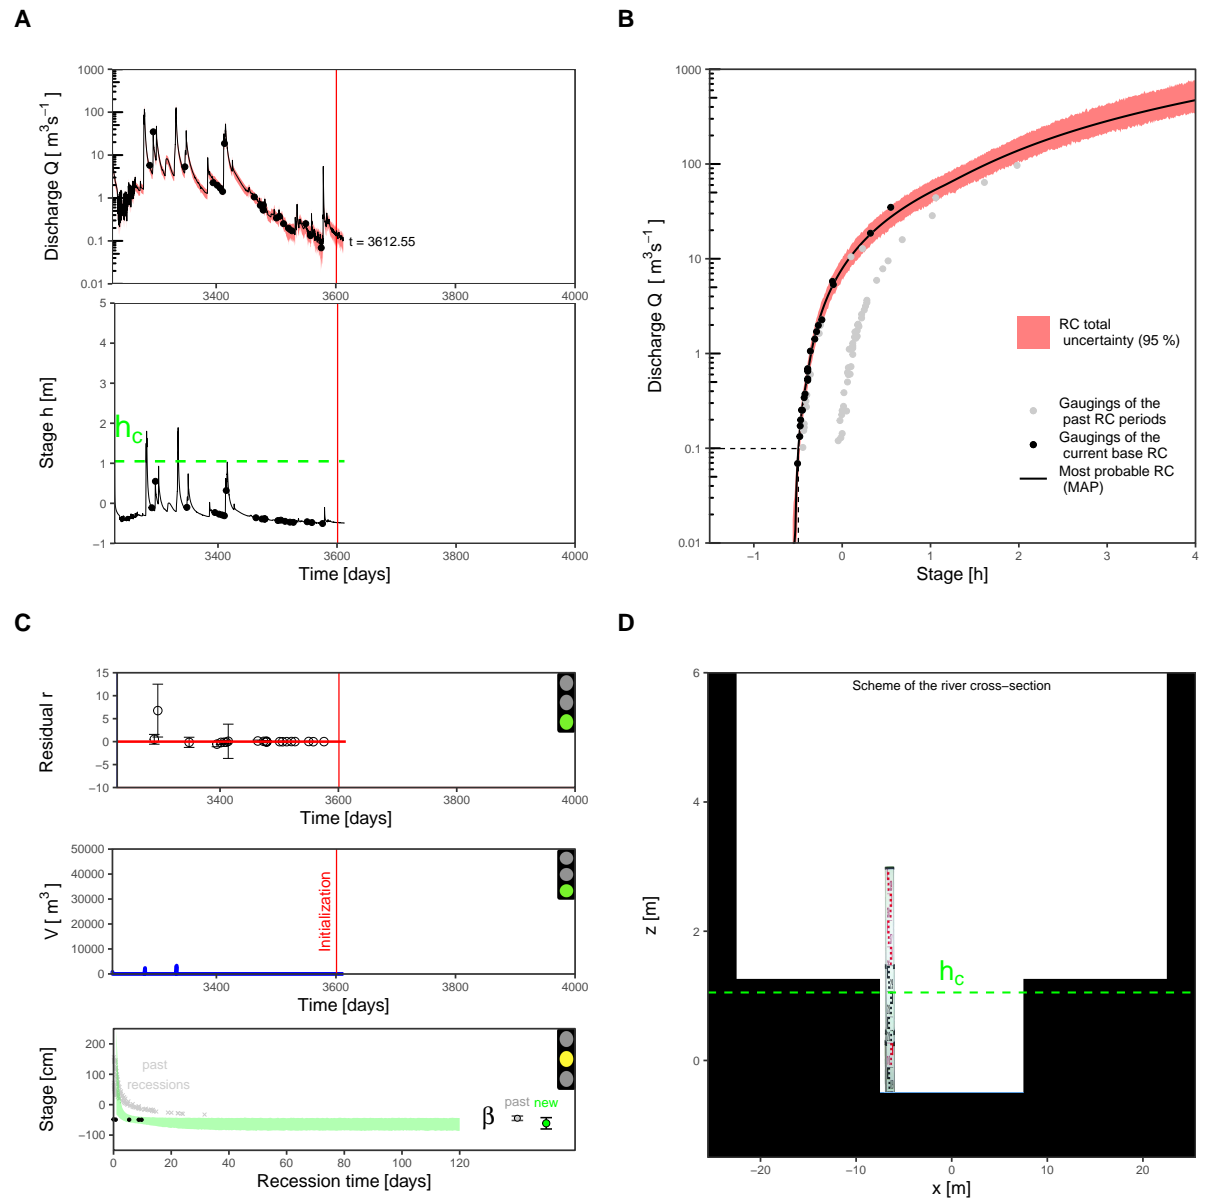 A
Discharge Q [ m³s⁻¹ ]
1000
100
10
1
0.1
0.01
t = 3612.55
3400
3600
3800
4000
Stage h [m]
5
4
3
2
1
0
−1
h_c
3400
3600
3800
4000
Time [days]
B
Discharge Q [ m³s⁻¹ ]
1000
100
10
1
0.1
0.01
RC total
uncertainty (95 %)
Gaugings of the
past RC periods
Gaugings of the
current base RC
Most probable RC
(MAP)
−1
0
1
2
3
4
Stage [h]
C
Residual r
15
10
5
0
−5
−10
3400
3600
3800
4000
Time [days]
V [ m³ ]
50000
40000
30000
20000
10000
0
Initialization
3400
3600
3800
4000
Time [days]
Stage [cm]
200
100
0
−100
past
recessions
β
past
new
0
20
40
60
80
100
120
Recession time [days]
D
Scheme of the river cross−section
z [m]
6
4
2
0
h_c
−20
−10
0
10
20
x [m]